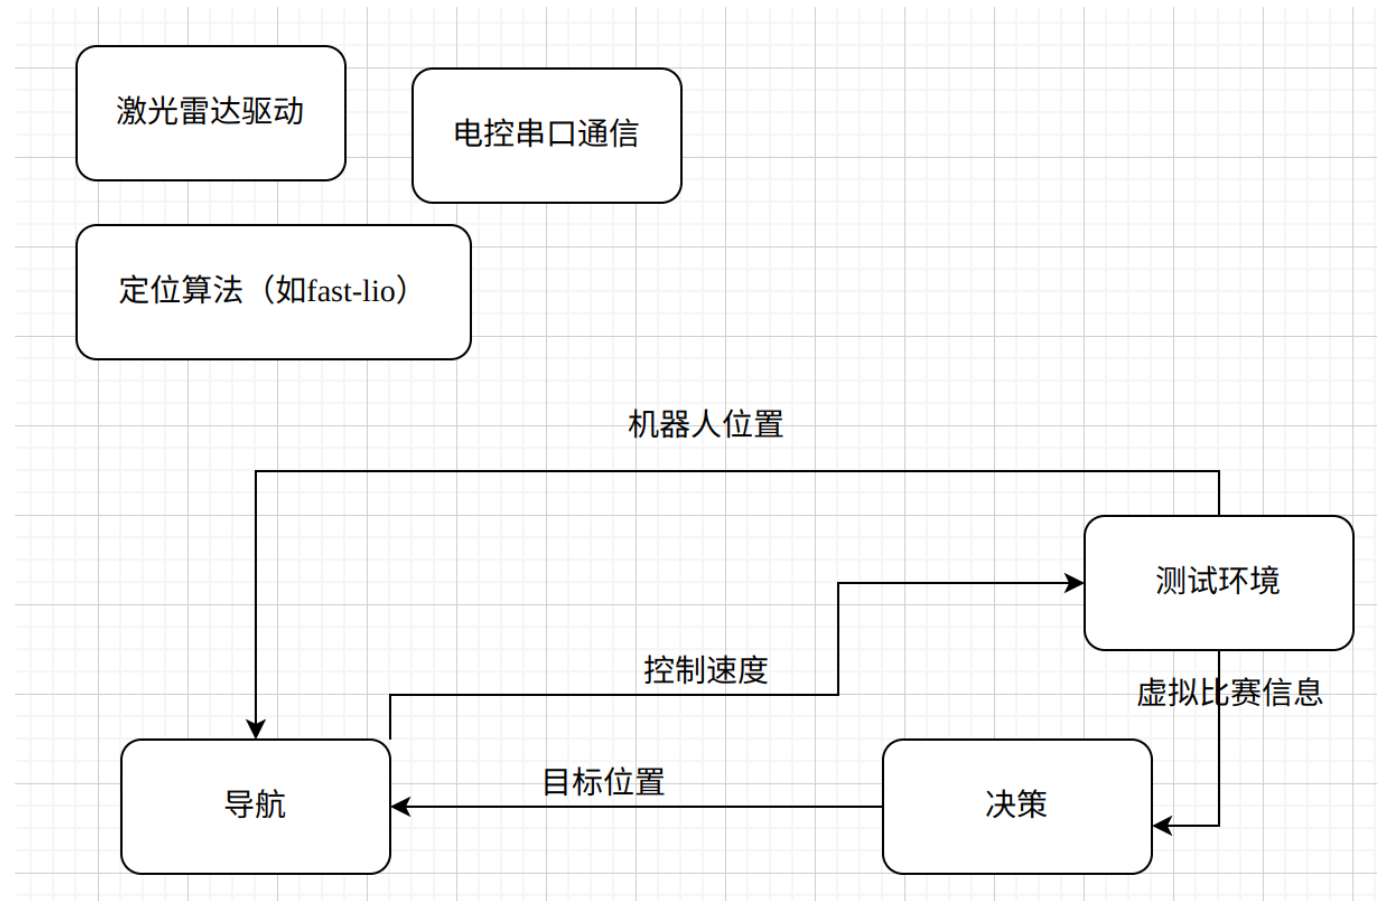 激光雷达驱动
电控串口通信
定位算法（如fast-lio）
机器人位置
测试环境
控制速度
虚拟比赛信息
目标位置
导航
决策